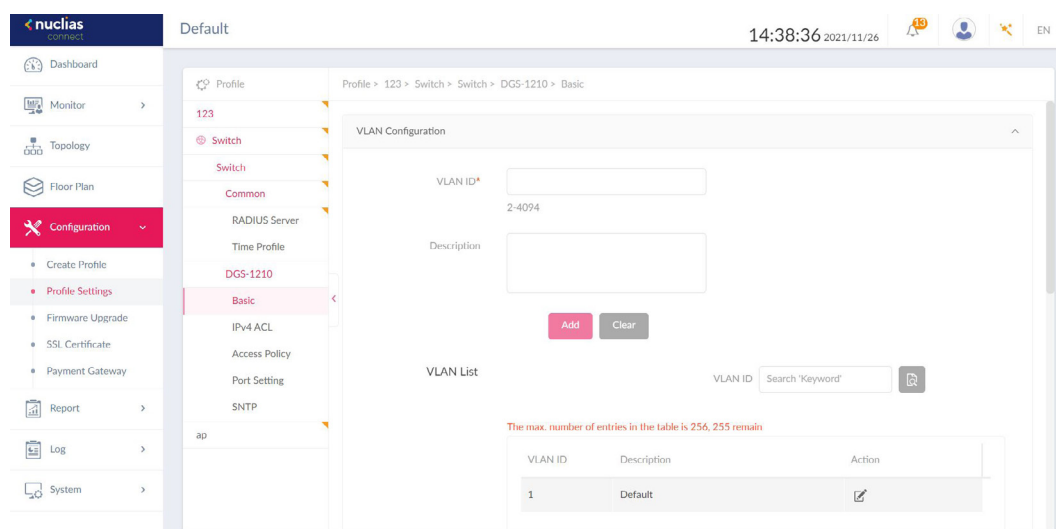 nuclias
connect
Default
14:38:36 2021/11/26
13
EN
Dashboard
Monitor
Topology
Floor Plan
Configuration
Create Profile
Profile Settings
Firmware Upgrade
SSL Certificate
Payment Gateway
Report
Log
System
Profile
123
Switch
Switch
Common
RADIUS Server
Time Profile
DGS-1210
Basic
IPv4 ACL
Access Policy
Port Setting
SNTP
ap
Profile > 123 > Switch > Switch > DGS-1210 > Basic
VLAN Configuration
VLAN ID*
2-4094
Description
Add Clear
VLAN List
VLAN ID Search 'Keyword'
The max. number of entries in the table is 256, 255 remain
VLAN ID Description Action
1 Default